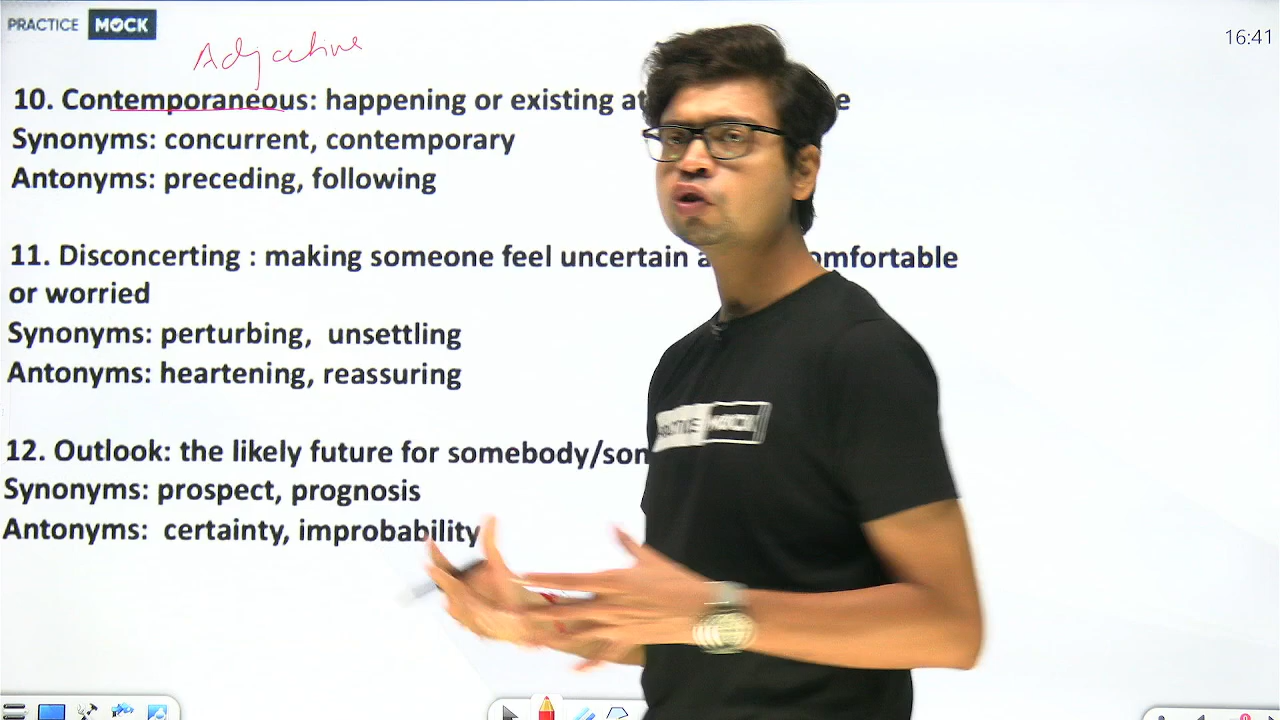 PRACTICE MOCK
16:41
Adjective
10. Contemporaneous: happening or existing at
Synonyms: concurrent, contemporary
Antonyms: preceding, following
11. Disconcerting : making someone feel uncertain
or worried
Synonyms: perturbing, unsettling
Antonyms: heartening, reassuring
12. Outlook: the likely future for
Synonyms: prospect, prognosis
Antonyms: certainty, improbability
MOCK